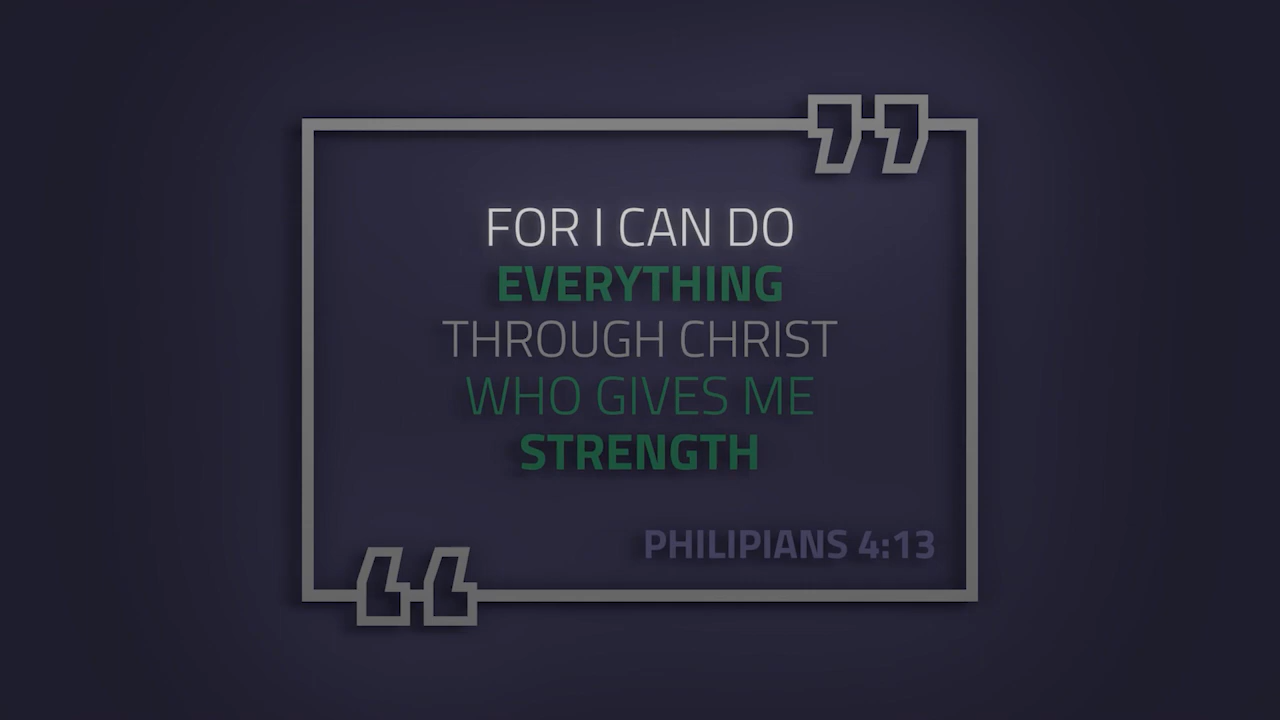 FOR I CAN DO
EVERYTHING
THROUGH CHRIST
WHO GIVES ME
STRENGTH
PHILIPIANS 4:13